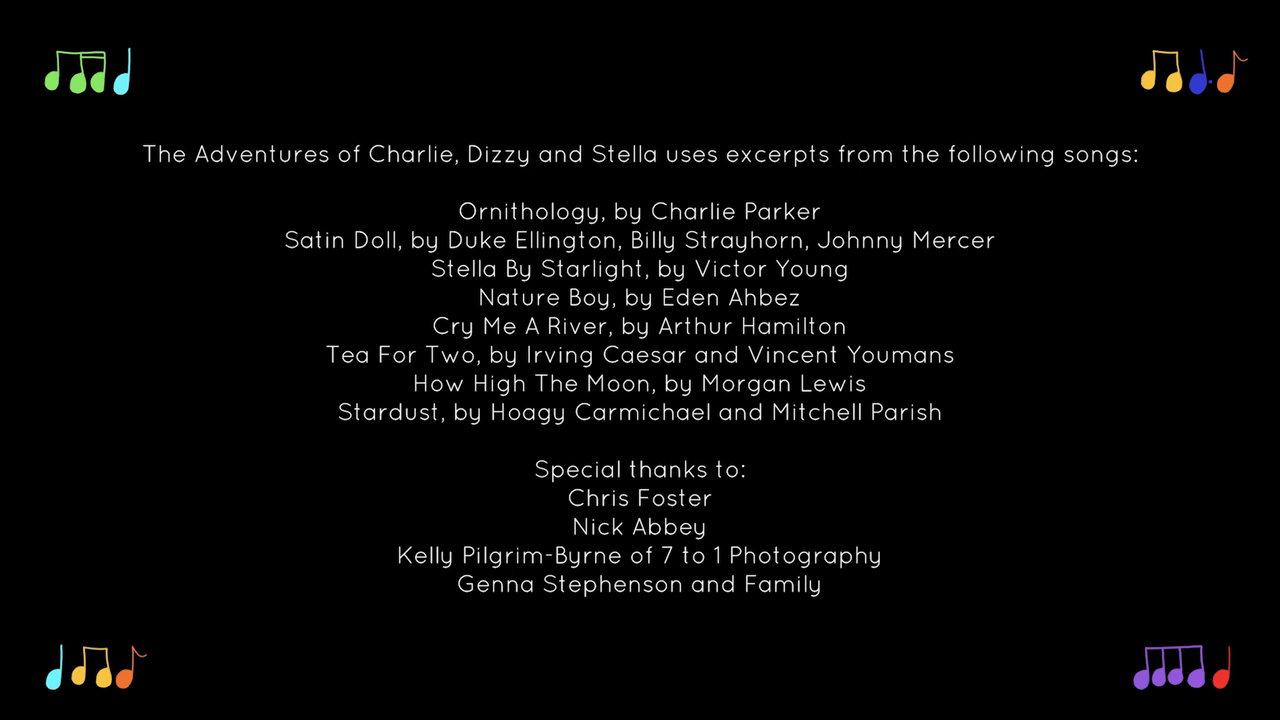 The Adventures of Charlie, Dizzy and Stella uses excerpts from the following songs:
Ornithology, by Charlie Parker
Satin Doll, by Duke Ellington, Billy Strayhorn, Johnny Mercer
Stella By Starlight, by Victor Young
Nature Boy, by Eden Ahbez
Cry Me A River, by Arthur Hamilton
Tea For Two, by Irving Caesar and Vincent Youmans
How High The Moon, by Morgan Lewis
Stardust, by Hoagy Carmichael and Mitchell Parish
Special thanks to:
Chris Foster
Nick Abbey
Kelly Pilgrim-Byrne of 7 to 1 Photography
Genna Stephenson and Family